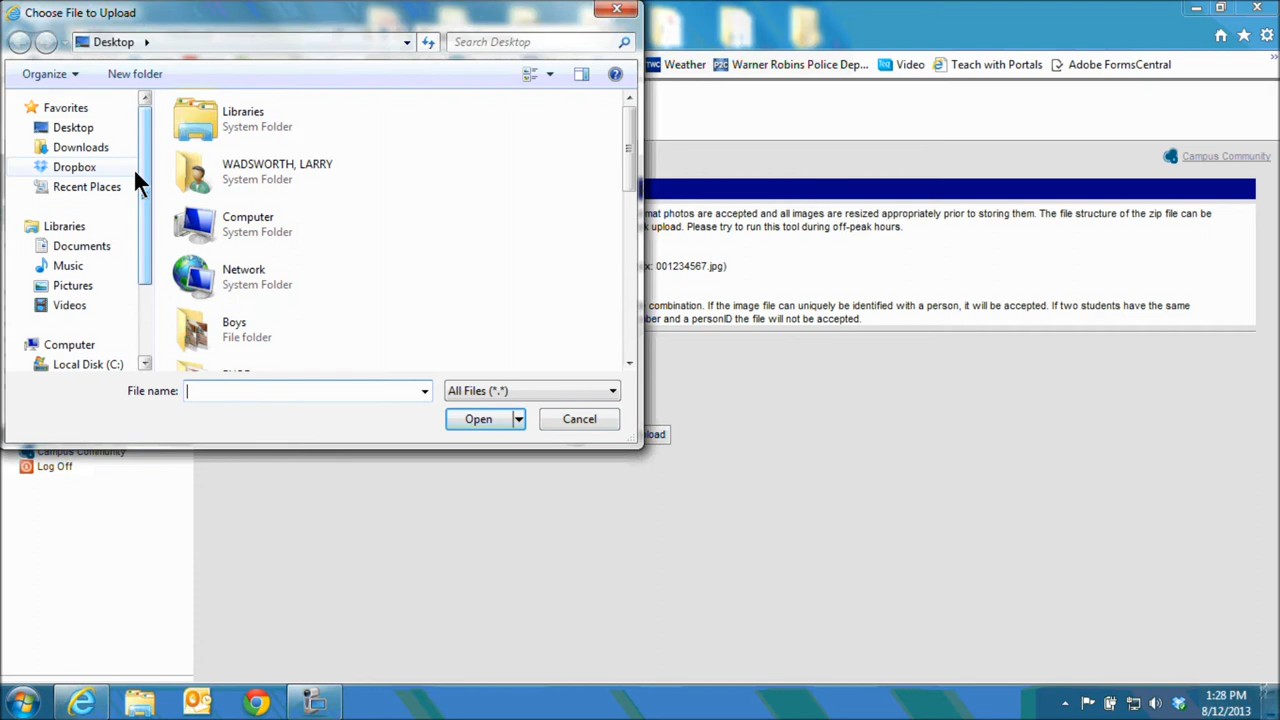 Choose File to Upload
Desktop
Search Desktop
Organize
New folder
Favorites
Desktop
Downloads
Dropbox
Recent Places
Libraries
Documents
Music
Pictures
Videos
Computer
Local Disk (C:)
Libraries
System Folder
WADSWORTH, LARRY
System Folder
Computer
System Folder
Network
System Folder
Boys
File folder
File name:
All Files (*.*)
Open
Cancel
Weather
Warner Robins Police Dep...
Video
Teach with Portals
Adobe FormsCentral
Campus Community
mat photos are accepted and all images are resized appropriately prior to storing them. The file structure of the zip file can be
k upload. Please try to run this tool during off-peak hours.
x: 001234567.jpg)
combination. If the image file can uniquely be identified with a person, it will be accepted. If two students have the same
ber and a personID the file will not be accepted.
load
Campus Community
Log Off
1:28 PM
8/12/2013